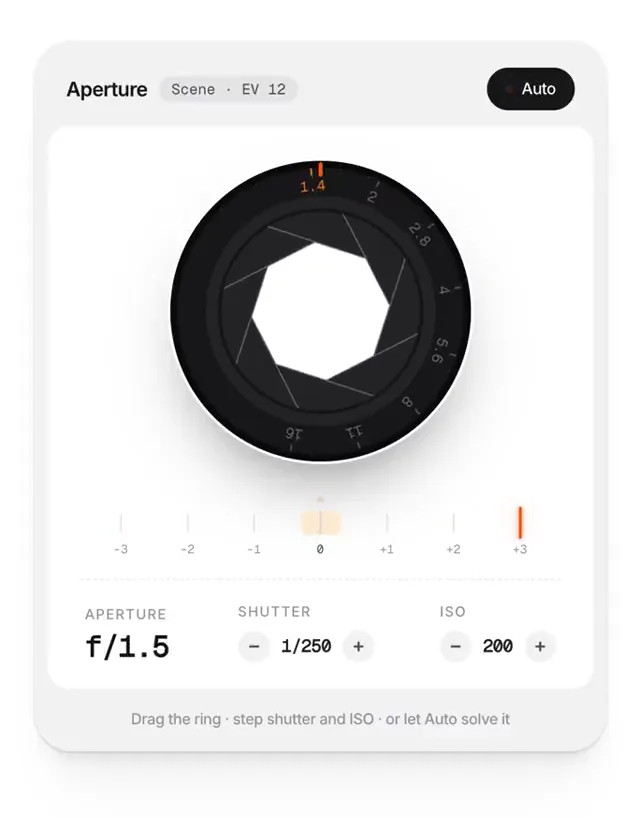 Aperture
Scene · EV 12
Auto
1.4
2
2.8
4
5.6
8
11
16
-3 -2 -1 0 +1 +2 +3
APERTURE SHUTTER ISO
f/1.5 − 1/250 + − 200 +
Drag the ring · step shutter and ISO · or let Auto solve it